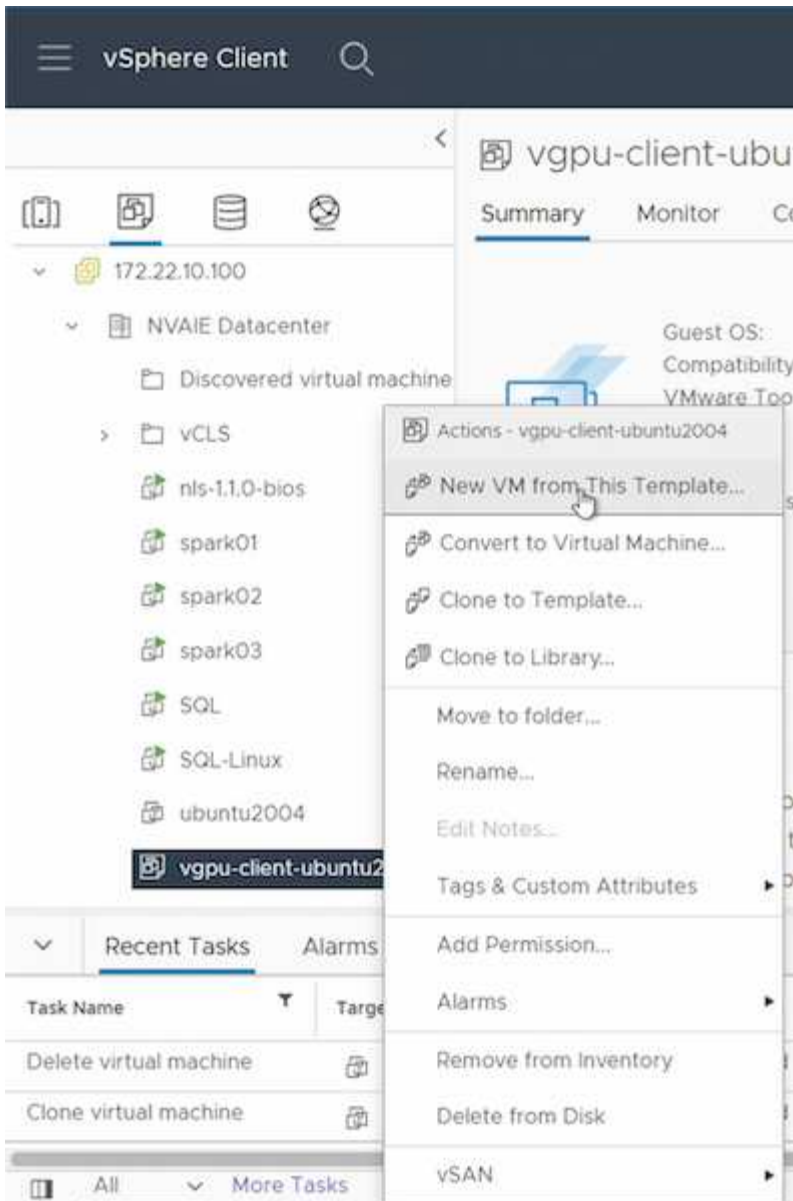 vSphere Client
vgpu-client-ubu
Summary Monitor Co
172.22.10.100
NVAIE Datacenter
Discovered virtual machine
vCLS
nls-1.1.0-bios
spark01
spark02
spark03
SQL
SQL-Linux
ubuntu2004
vgpu-client-ubuntu2
Guest OS:
Compatibility
VMware Too
Actions - vgpu-client-ubuntu2004
New VM from This Template...
Convert to Virtual Machine...
Clone to Template...
Clone to Library...
Move to folder...
Rename...
Edit Notes...
Tags & Custom Attributes
Add Permission...
Alarms
Remove from Inventory
Delete from Disk
vSAN
Recent Tasks Alarms
Task Name Targe
Delete virtual machine
Clone virtual machine
All More Tasks